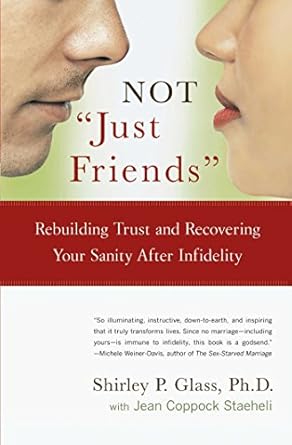 NOT
“Just
Friends”
Rebuilding Trust and Recovering
Your Sanity After Infidelity
"So illuminating, instructive, down-to-earth, and inspiring
that it truly transforms lives. Since no marriage—including
yours—is immune to infidelity, this book is a godsend."
—Michele Weiner-Davis, author of The Sex-Starved Marriage
Shirley P. Glass, Ph.D.
with Jean Coppock Staeheli